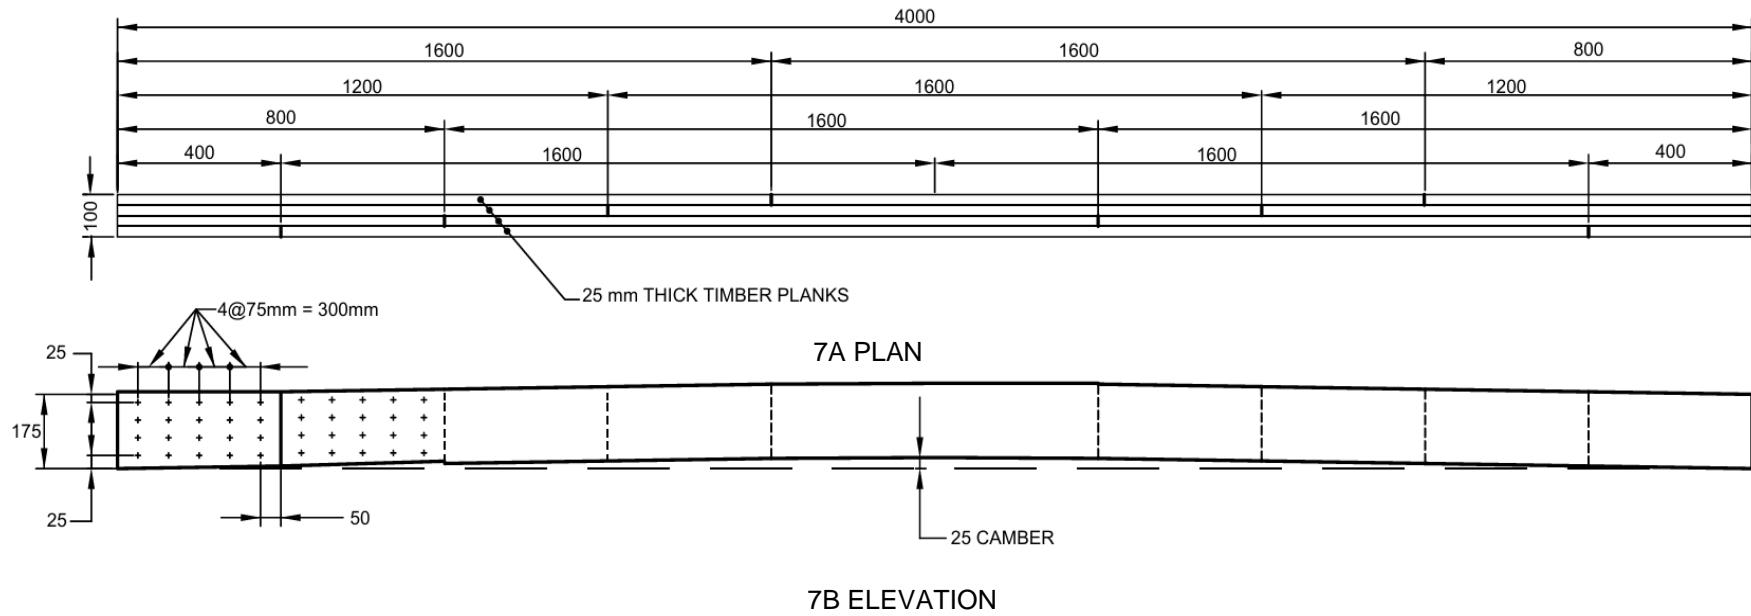 4000
1600 1600 800
1200 1600 1200
800 1600 1600
400 1600 1600 400
100
25 mm THICK TIMBER PLANKS
4@75mm = 300mm
7A PLAN
25
175
25
50
25 CAMBER
7B ELEVATION